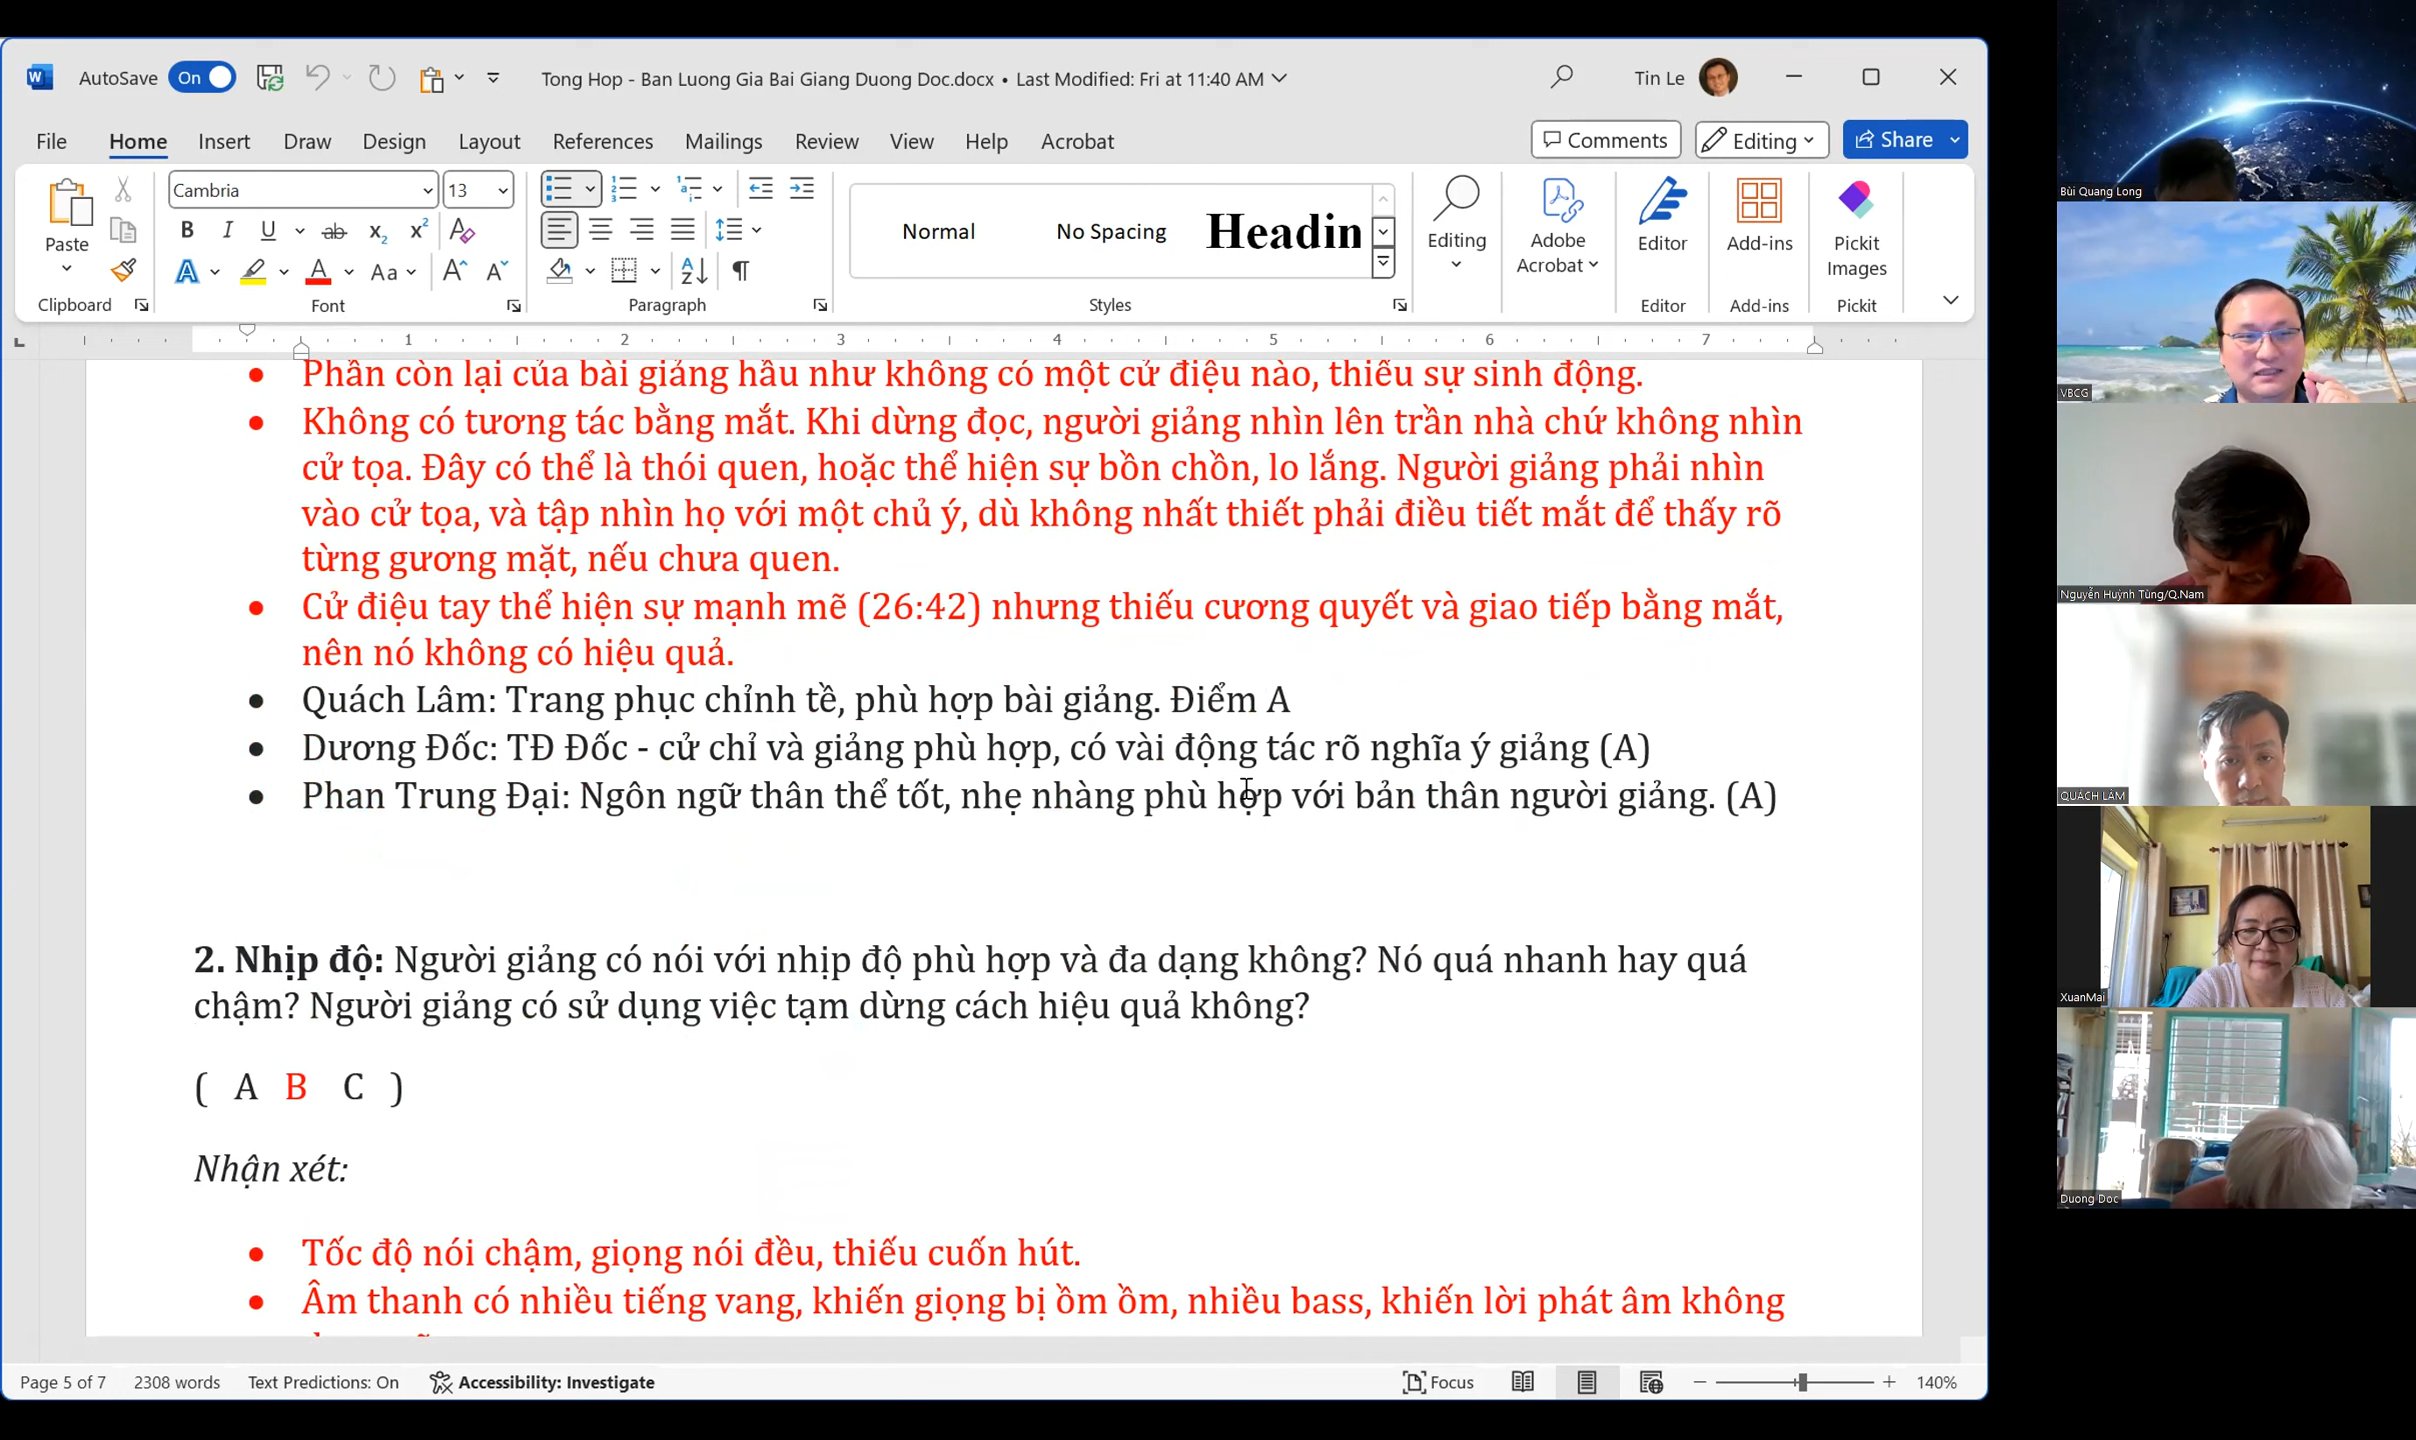 AutoSave On
Tong Hop - Ban Luong Gia Bai Giang Duong Doc.docx • Last Modified: Fri at 11:40 AM
Tin Le
File Home Insert Draw Design Layout References Mailings Review View Help Acrobat
Comments Editing Share
Paste
Cambria 13
Normal No Spacing Headin
Editing
Adobe Acrobat
Editor
Add-ins
Pickit Images
Clipboard Font Paragraph Styles Editor Add-ins Pickit
1 2 3 4 5 6 7
Phần còn lại của bài giảng hầu như không có một cử điệu nào, thiếu sự sinh động.
Không có tương tác bằng mắt. Khi dừng đọc, người giảng nhìn lên trần nhà chứ không nhìn
cử tọa. Đây có thể là thói quen, hoặc thể hiện sự bồn chồn, lo lắng. Người giảng phải nhìn
vào cử tọa, và tập nhìn họ với một chủ ý, dù không nhất thiết phải điều tiết mắt để thấy rõ
từng gương mặt, nếu chưa quen.
Cử điệu tay thể hiện sự mạnh mẽ (26:42) nhưng thiếu cương quyết và giao tiếp bằng mắt,
nên nó không có hiệu quả.
Quách Lâm: Trang phục chỉnh tề, phù hợp bài giảng. Điểm A
Dương Đốc: TĐ Đốc - cử chỉ và giảng phù hợp, có vài động tác rõ nghĩa ý giảng (A)
Phan Trung Đại: Ngôn ngữ thân thể tốt, nhẹ nhàng phù hợp với bản thân người giảng. (A)
2. Nhịp độ: Người giảng có nói với nhịp độ phù hợp và đa dạng không? Nó quá nhanh hay quá
chậm? Người giảng có sử dụng việc tạm dừng cách hiệu quả không?
( A B C )
Nhận xét:
Tốc độ nói chậm, giọng nói đều, thiếu cuốn hút.
Âm thanh có nhiều tiếng vang, khiến giọng bị ồm ồm, nhiều bass, khiến lời phát âm không
Page 5 of 7 2308 words Text Predictions: On Accessibility: Investigate Focus 140%
Bùi Quang Long
VBCG
Nguyễn Huỳnh Tùng/Q.Nam
QUÁCH LÂM
XuanMai
Duong Doc